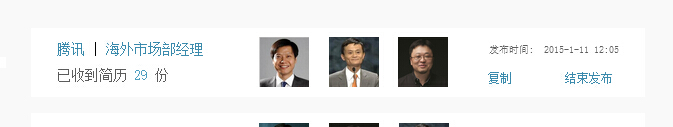 腾讯 | 海外市场部经理
已收到简历 29 份
发布时间： 2015-1-11 12:05
复制 结束发布